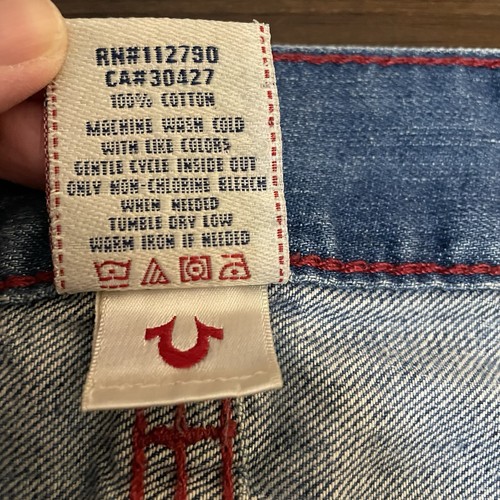 RN#112790
CA#30427
100% COTTON
MACHINE WASH COLD
WITH LIKE COLORS
GENTLE CYCLE INSIDE OUT
ONLY NON-CHLORINE BLEACH
WHEN NEEDED
TUMBLE DRY LOW
WARM IRON IF NEEDED